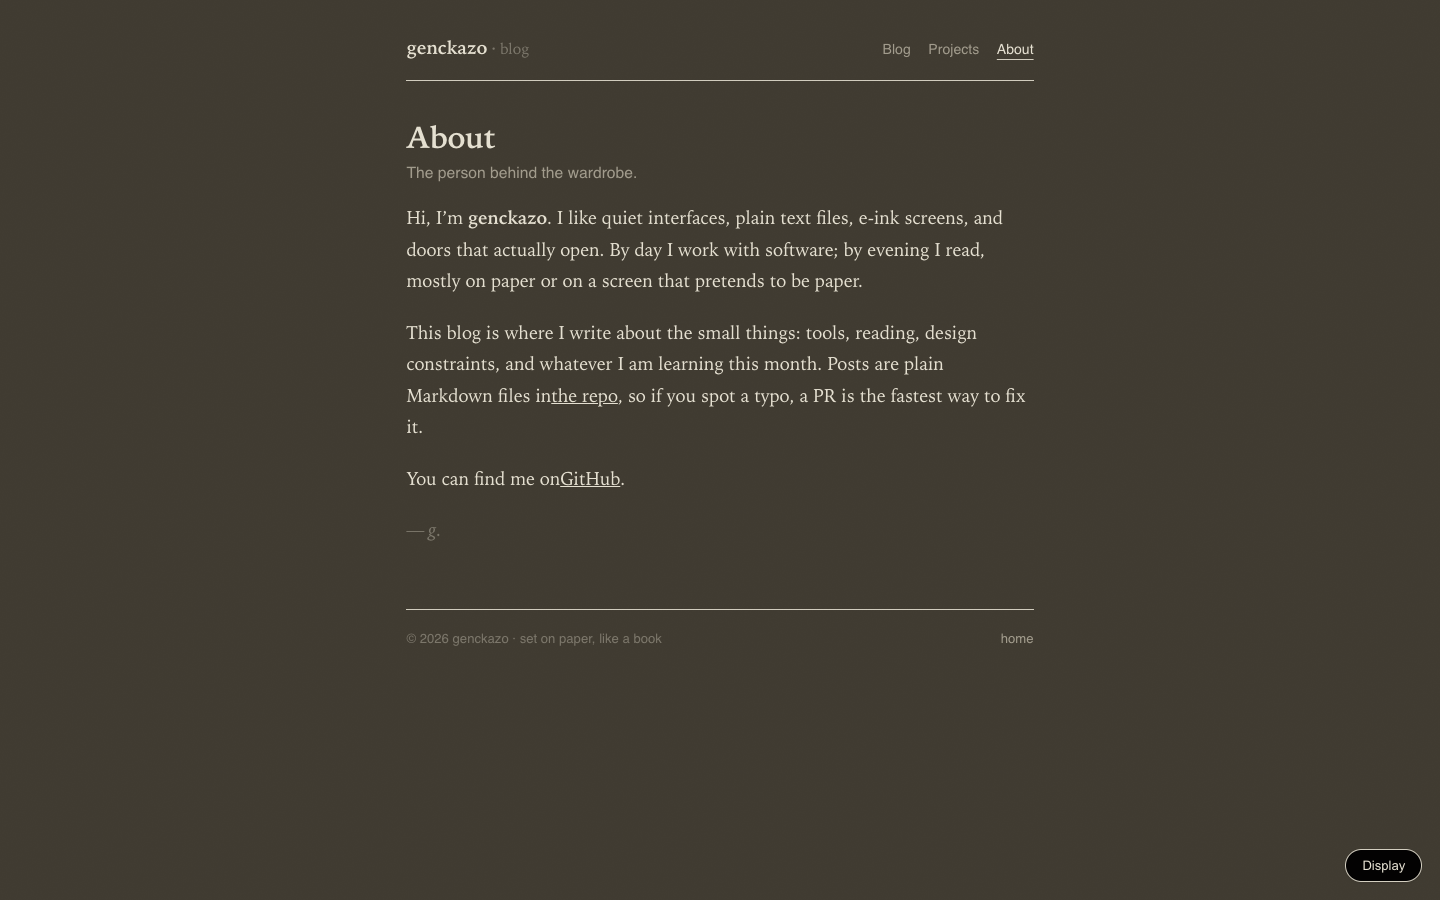 genckazo · blog
Blog Projects About
About
The person behind the wardrobe.
Hi, I’m genckazo. I like quiet interfaces, plain text files, e-ink screens, and
doors that actually open. By day I work with software; by evening I read,
mostly on paper or on a screen that pretends to be paper.
This blog is where I write about the small things: tools, reading, design
constraints, and whatever I am learning this month. Posts are plain
Markdown files inthe repo, so if you spot a typo, a PR is the fastest way to fix
it.
You can find me onGitHub.
— g.
© 2026 genckazo · set on paper, like a book
home
Display